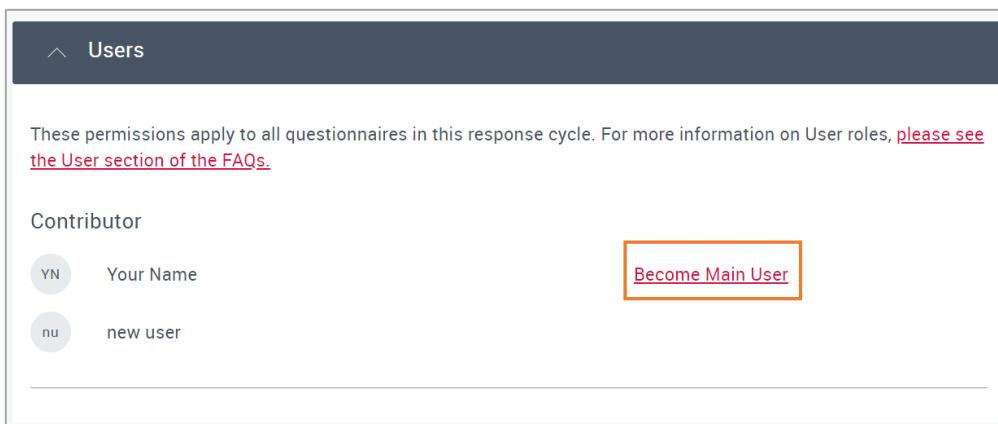 Users
These permissions apply to all questionnaires in this response cycle. For more information on User roles, please see
the User section of the FAQs.
Contributor
YN Your Name Become Main User
nu new user